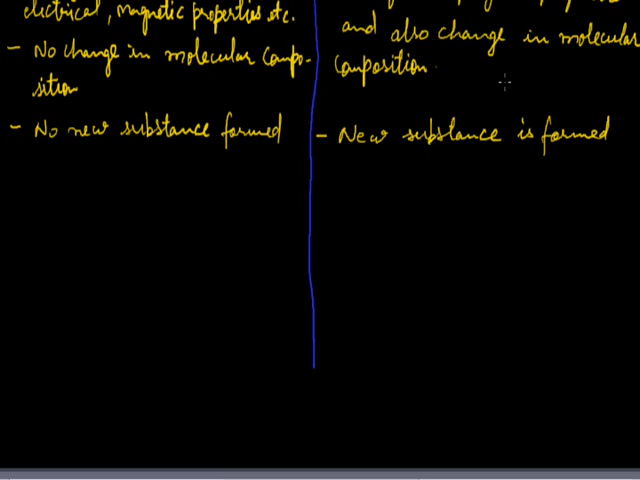 electrical, magnetic properties etc.
- No change in molecular compo-
sition
- No new substance formed
and also change in molecular
composition.
- New substance is formed